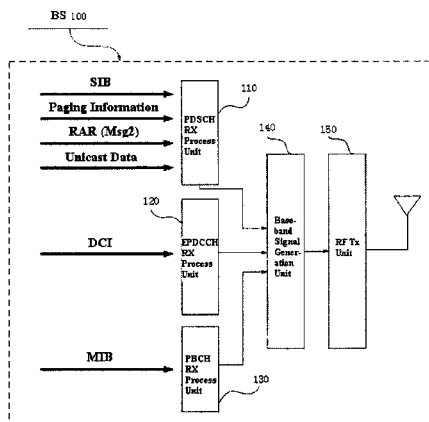 BS 100
SIB
Paging Information
RAR (Msg2)
Unicast Data
110
PDSCH
RX
Process
Unit
120
DCI
EPDCCH
RX
Process
Unit
MIB
PBCH
RX
Process
Unit
130
140
Base-
band
Signal
Gener-
ation
Unit
150
RF Tx
Unit